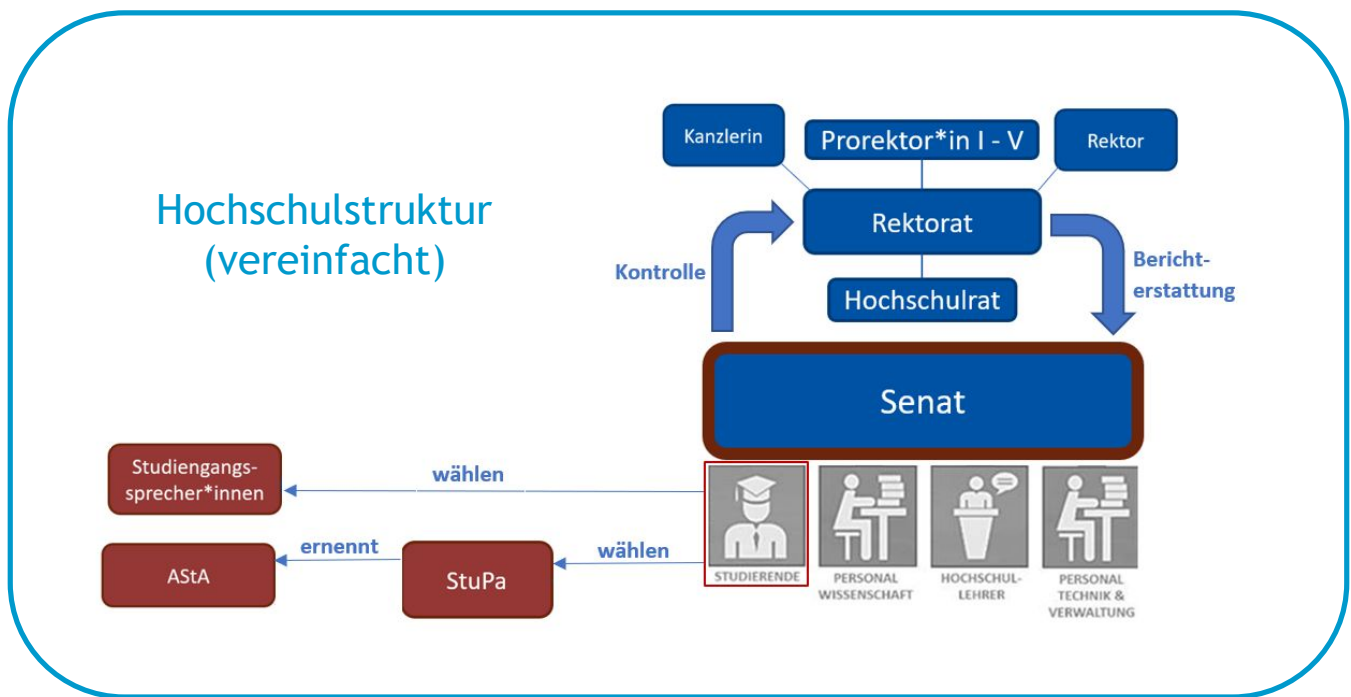 Hochschulstruktur
(vereinfacht)
Kanzlerin
Prorektor*in I - V
Rektor
Rektorat
Kontrolle
Bericht-
erstattung
Hochschulrat
Senat
Studiengangs-
sprecher*innen
wählen
AStA
ernennt
StuPa
wählen
STUDIERENDE
PERSONAL
WISSENSCHAFT
HOCHSCHUL-
LEHRER
PERSONAL
TECHNIK &
VERWALTUNG